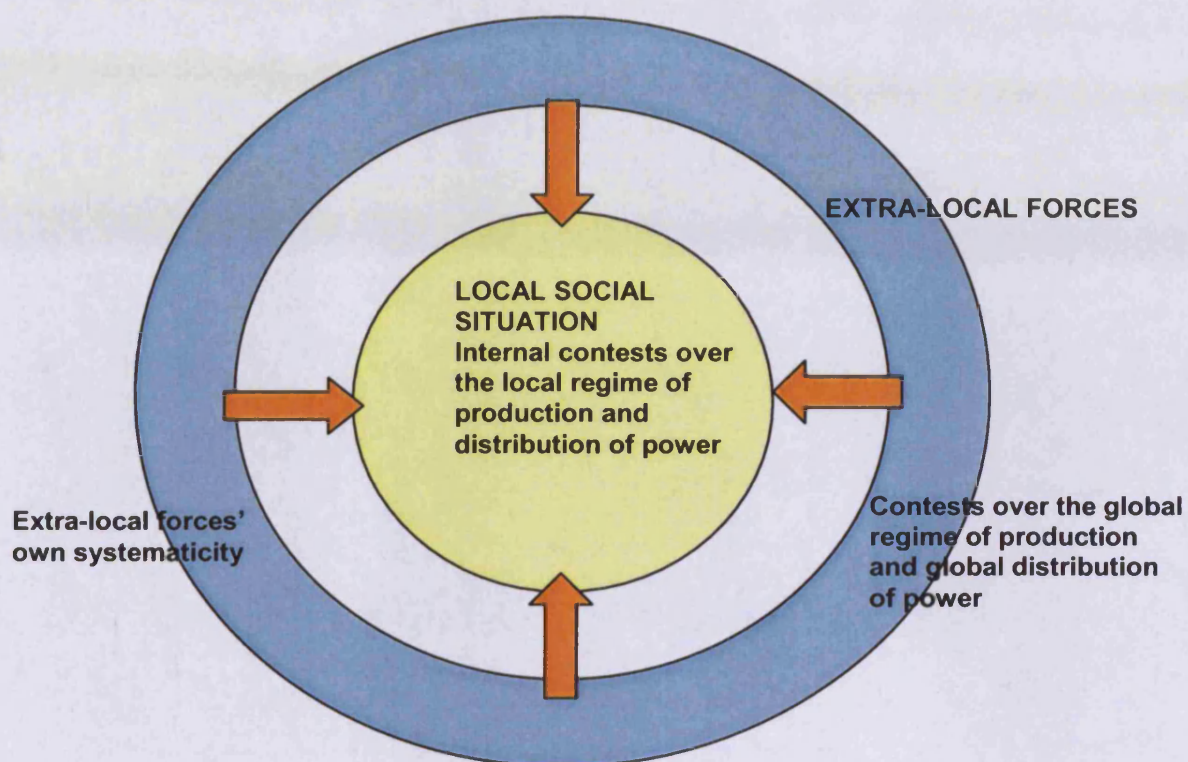 EXTRA-LOCAL FORCES
LOCAL SOCIAL
SITUATION
Internal contests over
the local regime of
production and
distribution of power
Extra-local forces’
own systematicity
Contests over the global
regime of production
and global distribution
of power